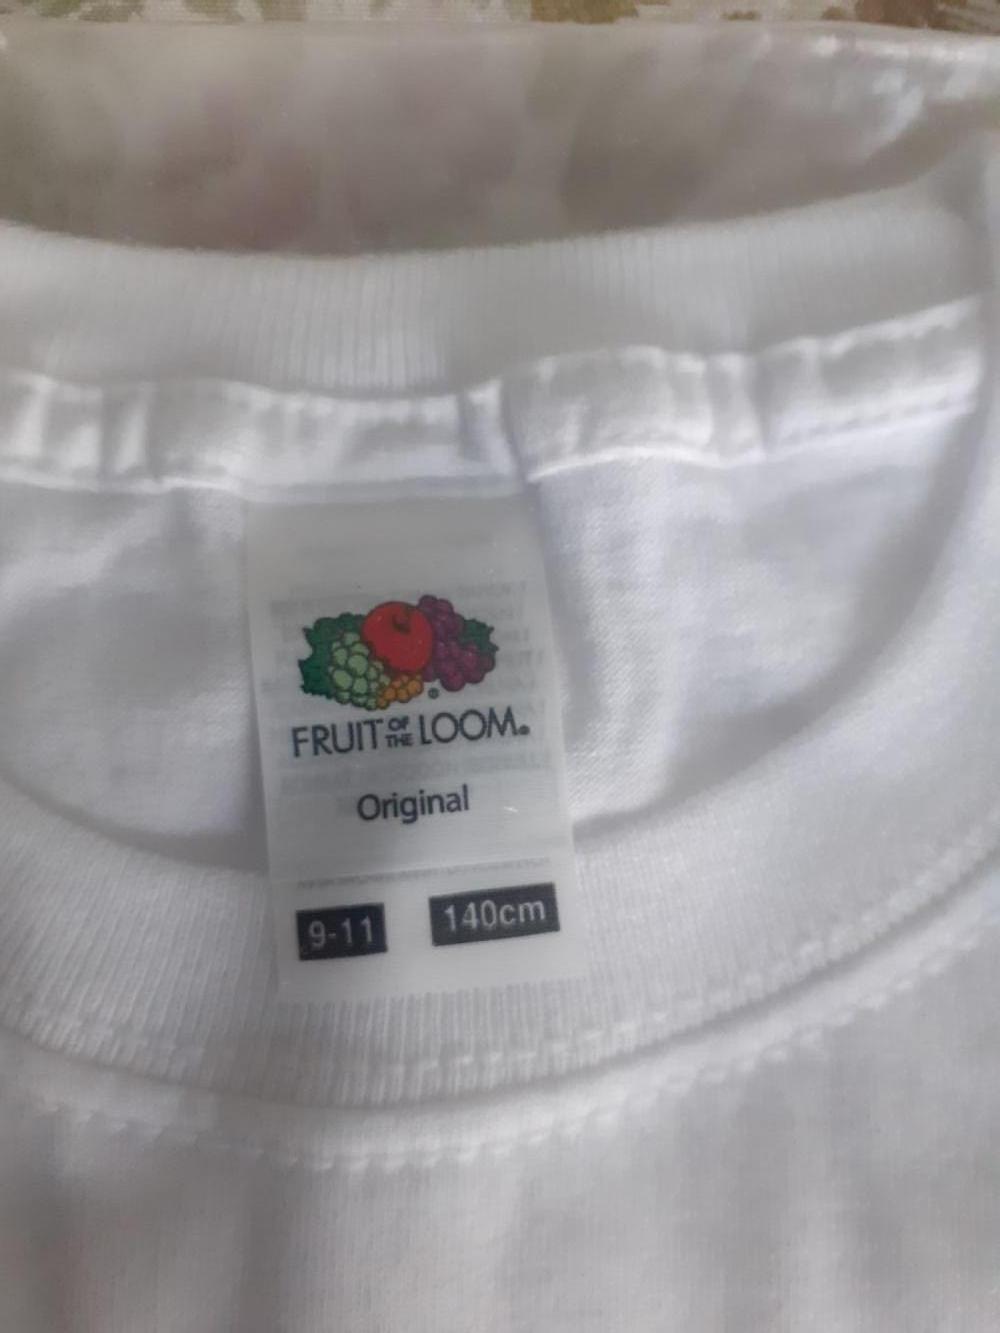 FRUIT OF THE LOOM®
Original
9-11 140cm